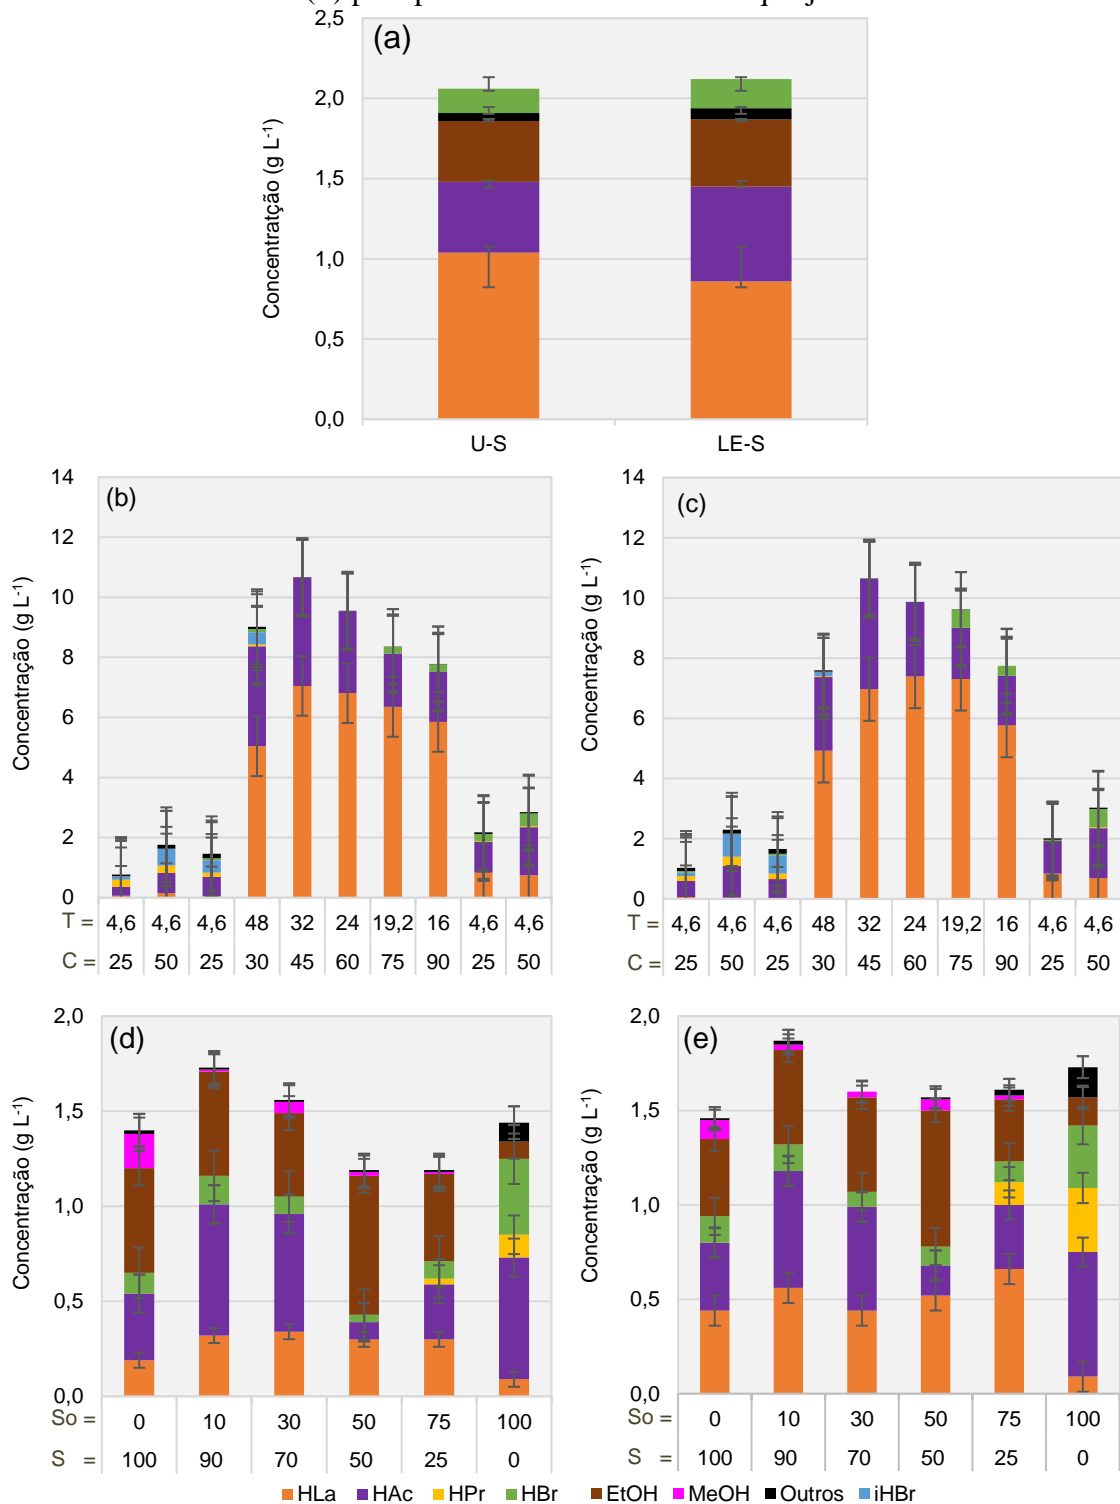 (a)
2,5
2,0
1,5
1,0
0,5
0,0
Concentratção (g L-1)
U-S LE-S
(b)
14
12
10
8
6
4
2
0
Concentração (g L-1)
T = 4,6 4,6 4,6 48 32 24 19,2 16 4,6 4,6
C = 25 50 25 30 45 60 75 90 25 50
(c)
14
12
10
8
6
4
2
0
Concentração (g L-1)
T = 4,6 4,6 4,6 48 32 24 19,2 16 4,6 4,6
C = 25 50 25 30 45 60 75 90 25 50
(d)
2,0
1,5
1,0
0,5
0,0
Concentração (g L-1)
So = 0 10 30 50 75 100
S = 100 90 70 50 25 0
(e)
2,0
1,5
1,0
0,5
0,0
Concentração (g L-1)
So = 0 10 30 50 75 100
S = 100 90 70 50 25 0
HLa HAc HPr HBr EtOH MeOH Outros iHBr